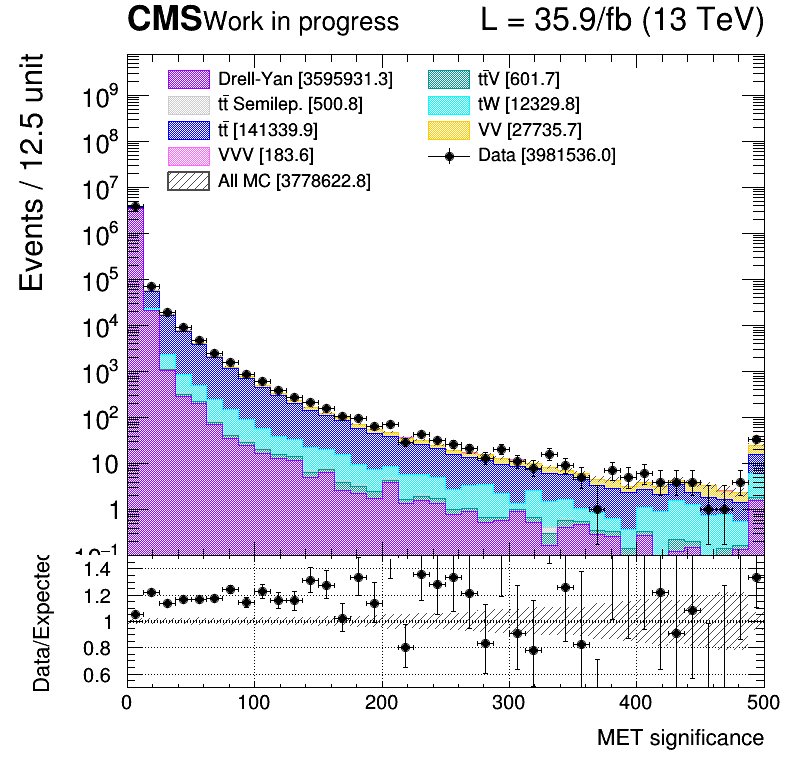 CMS Work in progress L = 35.9/fb (13 TeV)
Events / 12.5 unit
Drell-Yan [3595931.3]
tt̄ Semilep. [500.8]
tt̄ [141339.9]
VVV [183.6]
All MC [3778622.8]
tt̄V [601.7]
tW [12329.8]
VV [27735.7]
Data [3981536.0]
10⁹
10⁸
10⁷
10⁶
10⁵
10⁴
10³
10²
10
1
10⁻¹
Data/Expected
1.4
1.2
1
0.8
0.6
0 100 200 300 400 500
MET significance